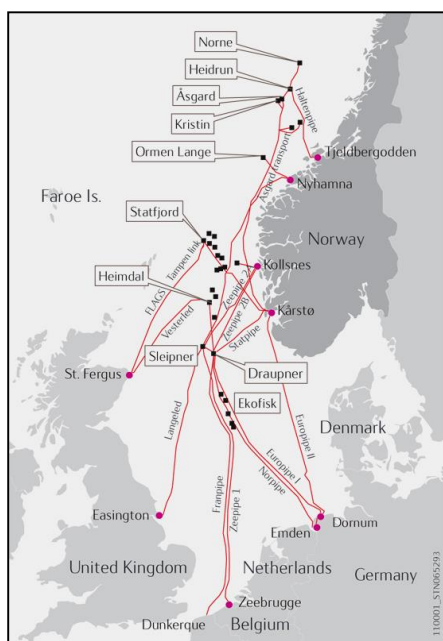 Norne
Heidrun
Åsgard
Kristin
Haltenpipe
Ormen Lange
Tjeldbergodden
Åsgard transport
Nyhamna
Faroe Is.
Statfjord
Norway
Tampen link
Kollsnes
Heimdal
FLAGS
Zeepipe 2A
Zeepipe 2B
Vesterled
Kårstø
Statpipe
Sleipner
Draupner
St. Fergus
Ekofisk
Langeled
Denmark
Europipe II
Europipe I
Norpipe
Franpipe
Zeepipe 1
Easington
Dornum
Emden
United Kingdom
Netherlands
Germany
Zeebrugge
Dunkerque
Belgium
110001_STN065293